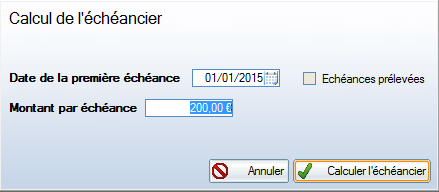 Calcul de l'échéancier
Date de la première échéance 01/01/2015 Echéances prélevées
Montant par échéance 200,00 €
Annuler Calculer l'échéancier